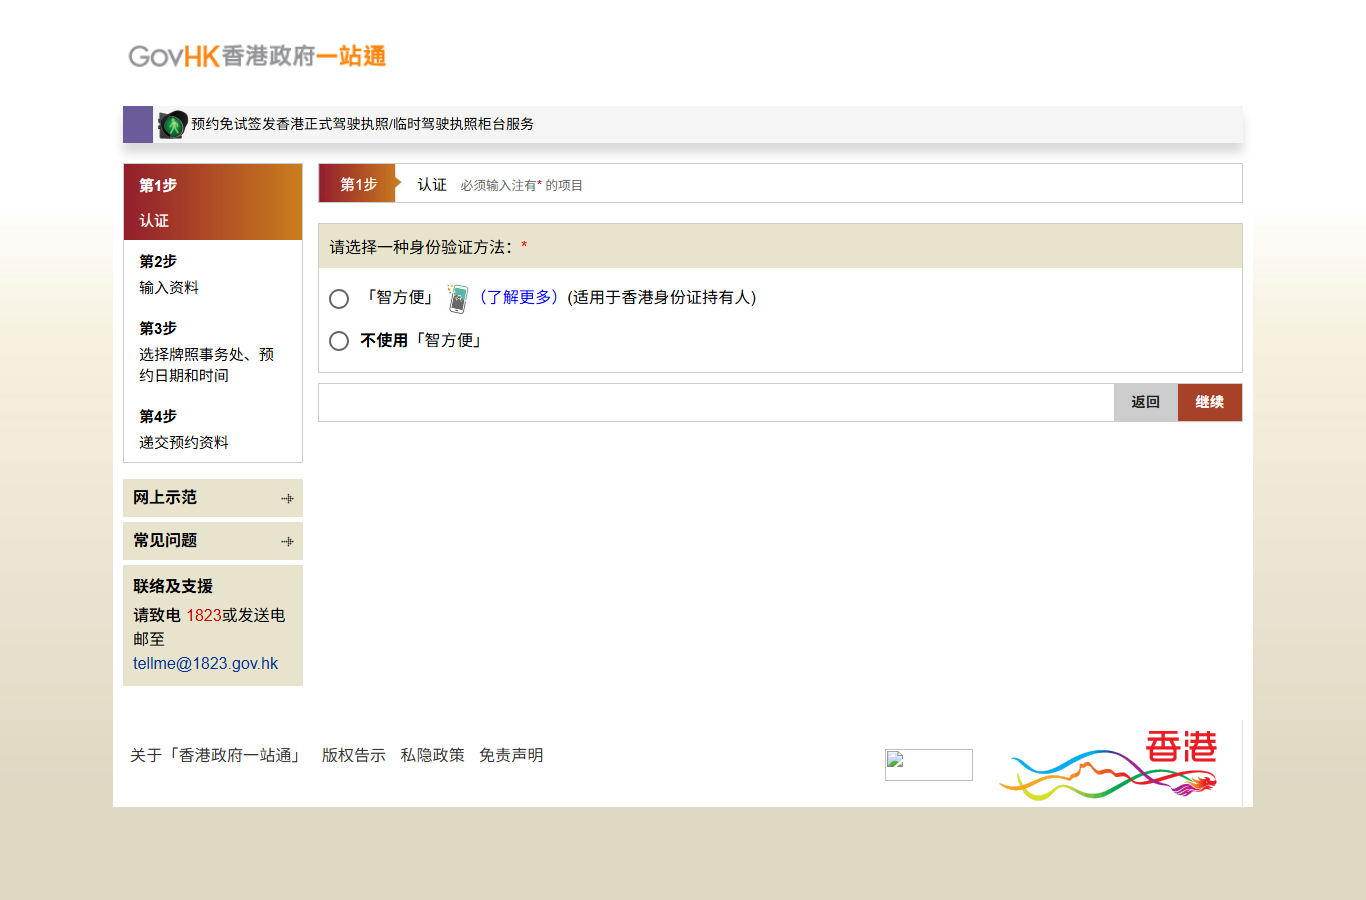 GovHK香港政府一站通
预约免试签发香港正式驾驶执照/临时驾驶执照柜台服务
第1步
认证
第2步
输入资料
第3步
选择牌照事务处、预
约日期和时间
第4步
递交预约资料
网上示范
常见问题
联络及支援
请致电 1823或发送电
邮至
tellme@1823.gov.hk
第1步 认证 必须输入注有* 的项目
请选择一种身份验证方法：*
「智方便」 （了解更多）(适用于香港身份证持有人)
不使用「智方便」
返回 继续
关于「香港政府一站通」 版权告示 私隐政策 免责声明
香港